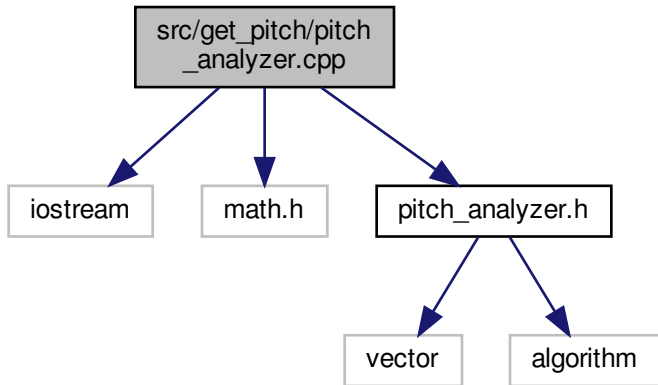 src/get_pitch/pitch
_analyzer.cpp
iostream
math.h
pitch_analyzer.h
vector
algorithm